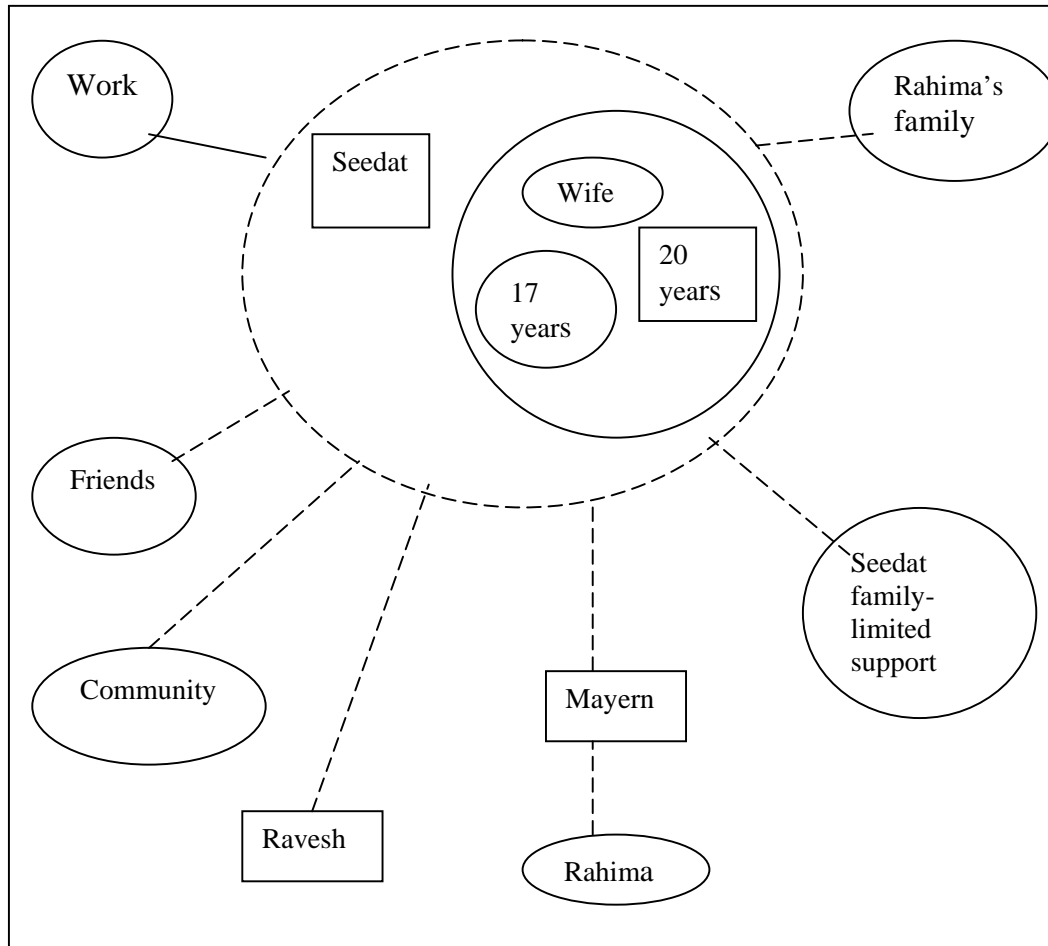 Work
Rahima’s
family
Seedat
Wife
20
years
17
years
Friends
Seedat
family-
limited
support
Community
Mayern
Ravesh
Rahima